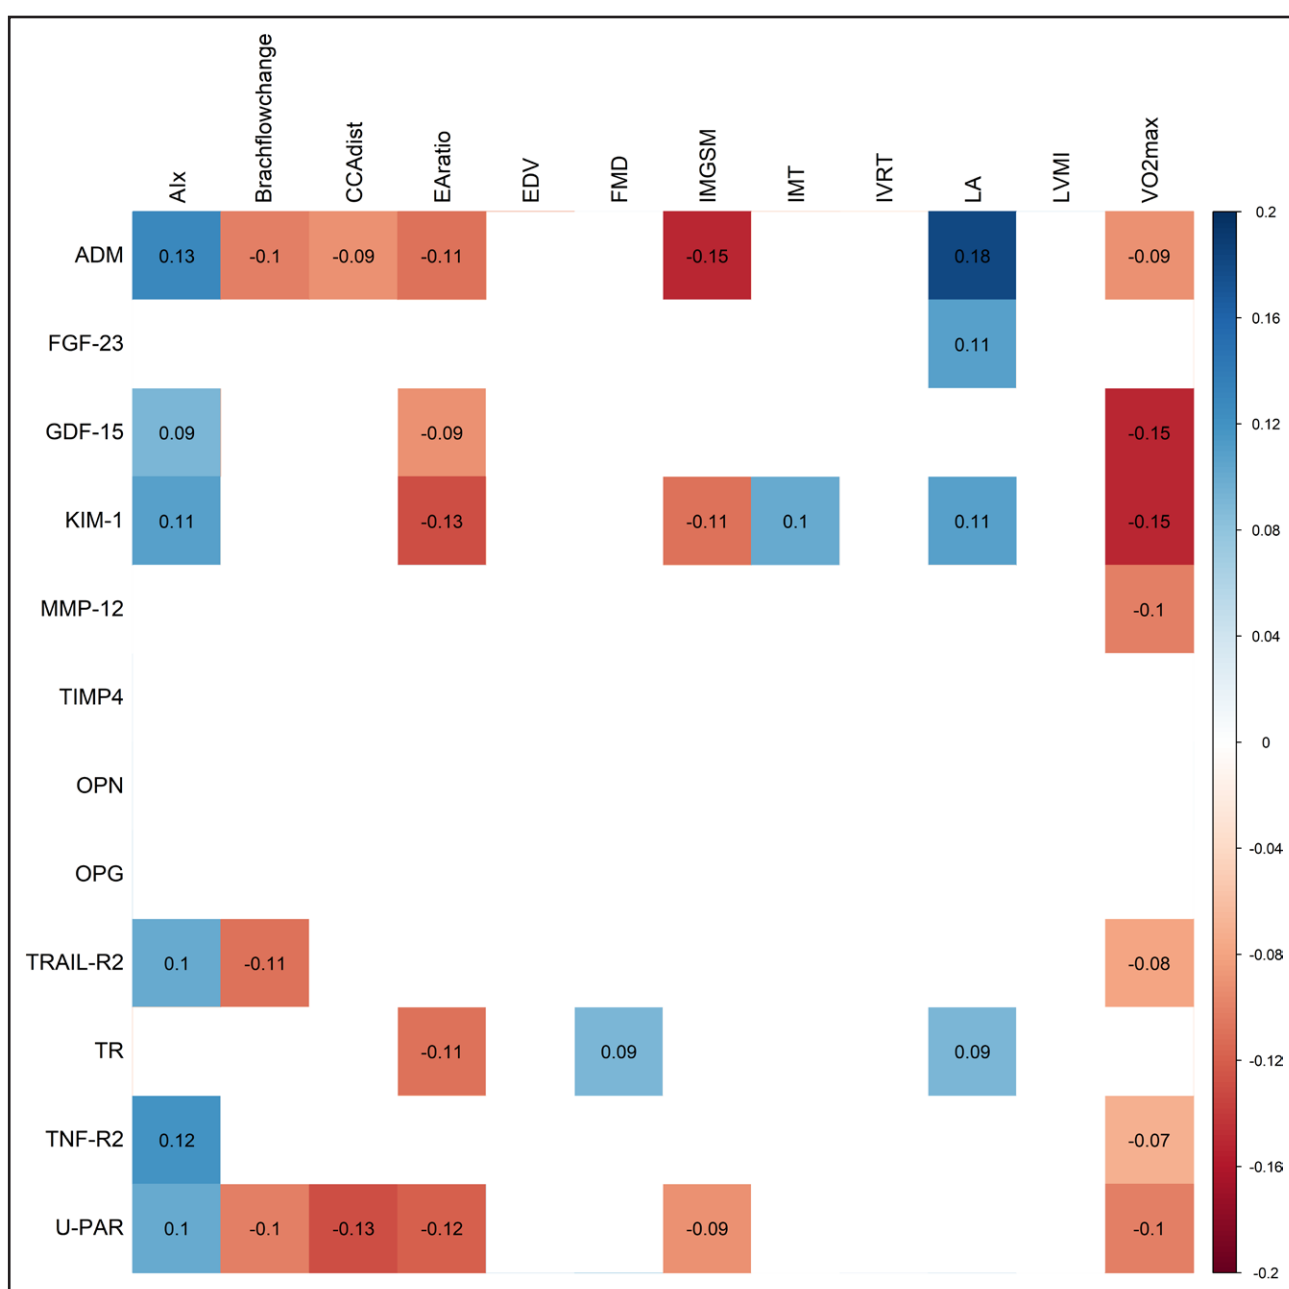 AIx Brachflowchange CCAdist EAratio EDV FMD IMGSM IMT IVRT LA LVMI VO2max
ADM 0.13 -0.1 -0.09 -0.11 -0.15 0.18 -0.09
FGF-23 0.11
GDF-15 0.09 -0.09 -0.15
KIM-1 0.11 -0.13 -0.11 0.1 0.11 -0.15
MMP-12 -0.1
TIMP4
OPN
OPG
TRAIL-R2 0.1 -0.11 -0.08
TR -0.11 0.09 0.09
TNF-R2 0.12 -0.07
U-PAR 0.1 -0.1 -0.13 -0.12 -0.09 -0.1
0.2
0.16
0.12
0.08
0.04
0
-0.04
-0.08
-0.12
-0.16
-0.2